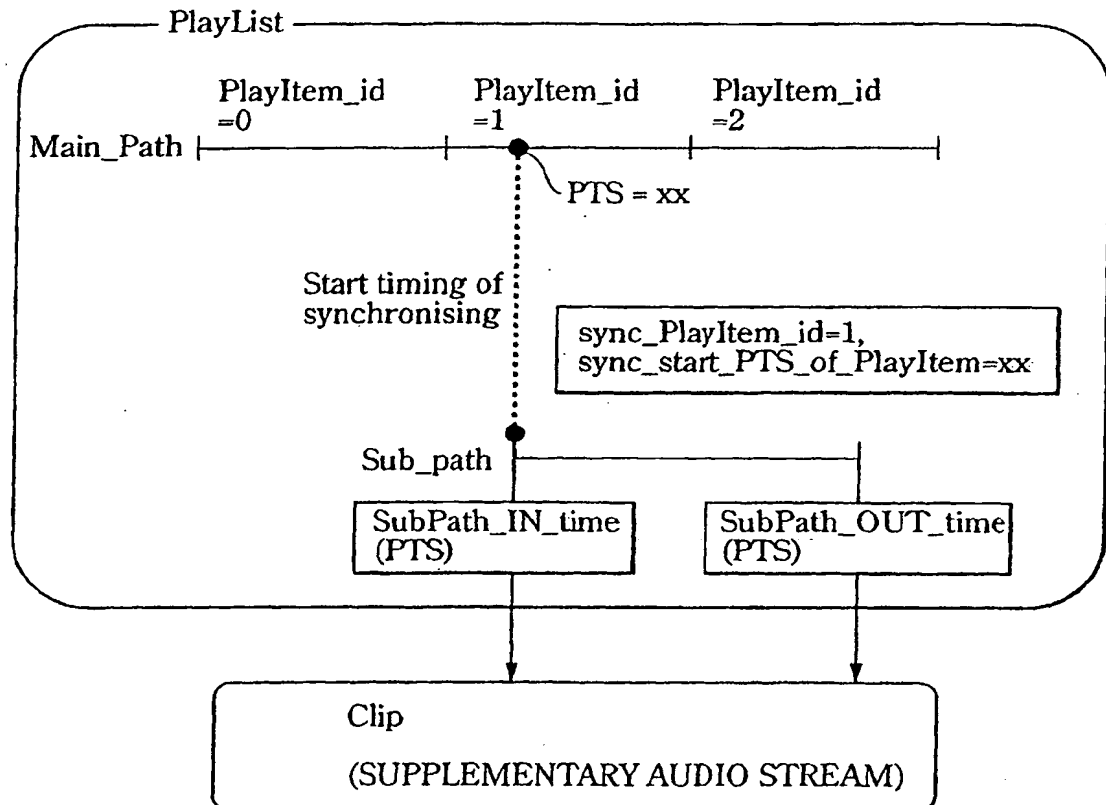 PlayList
PlayItem_id
=0
PlayItem_id
=1
PlayItem_id
=2
Main_Path
PTS = xx
Start timing of
synchronising
sync_PlayItem_id=1,
sync_start_PTS_of_PlayItem=xx
Sub_path
SubPath_IN_time
(PTS)
SubPath_OUT_time
(PTS)
Clip
(SUPPLEMENTARY AUDIO STREAM)